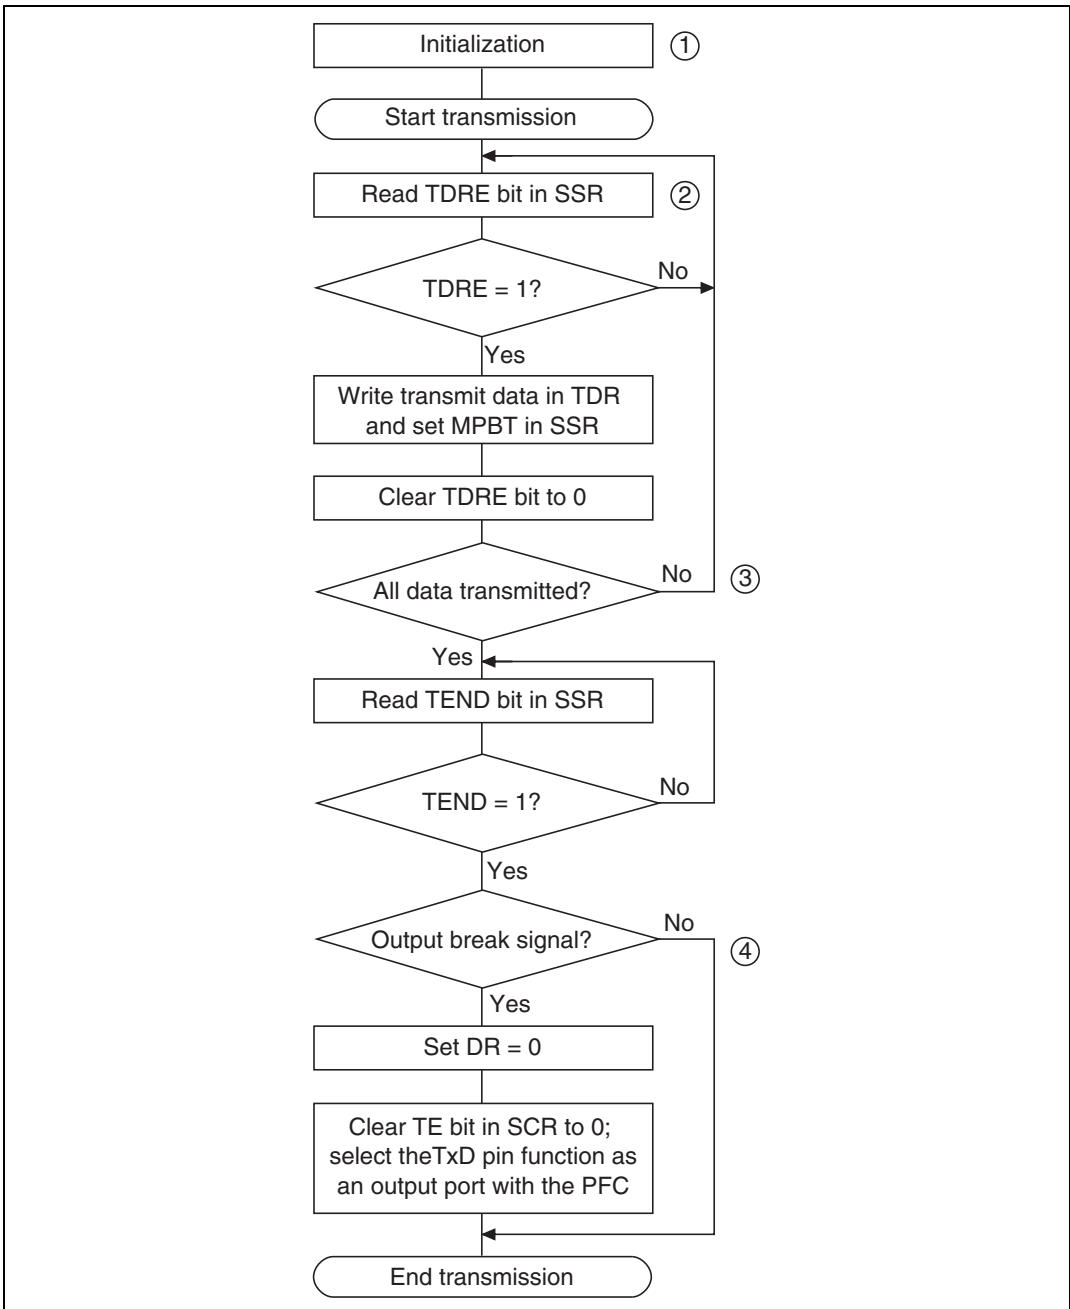 Initialization ①
Start transmission
Read TDRE bit in SSR ②
TDRE = 1? No
Yes
Write transmit data in TDR
and set MPBT in SSR
Clear TDRE bit to 0
All data transmitted? No ③
Yes
Read TEND bit in SSR
TEND = 1? No
Yes
Output break signal? No ④
Yes
Set DR = 0
Clear TE bit in SCR to 0;
select theTxD pin function as
an output port with the PFC
End transmission